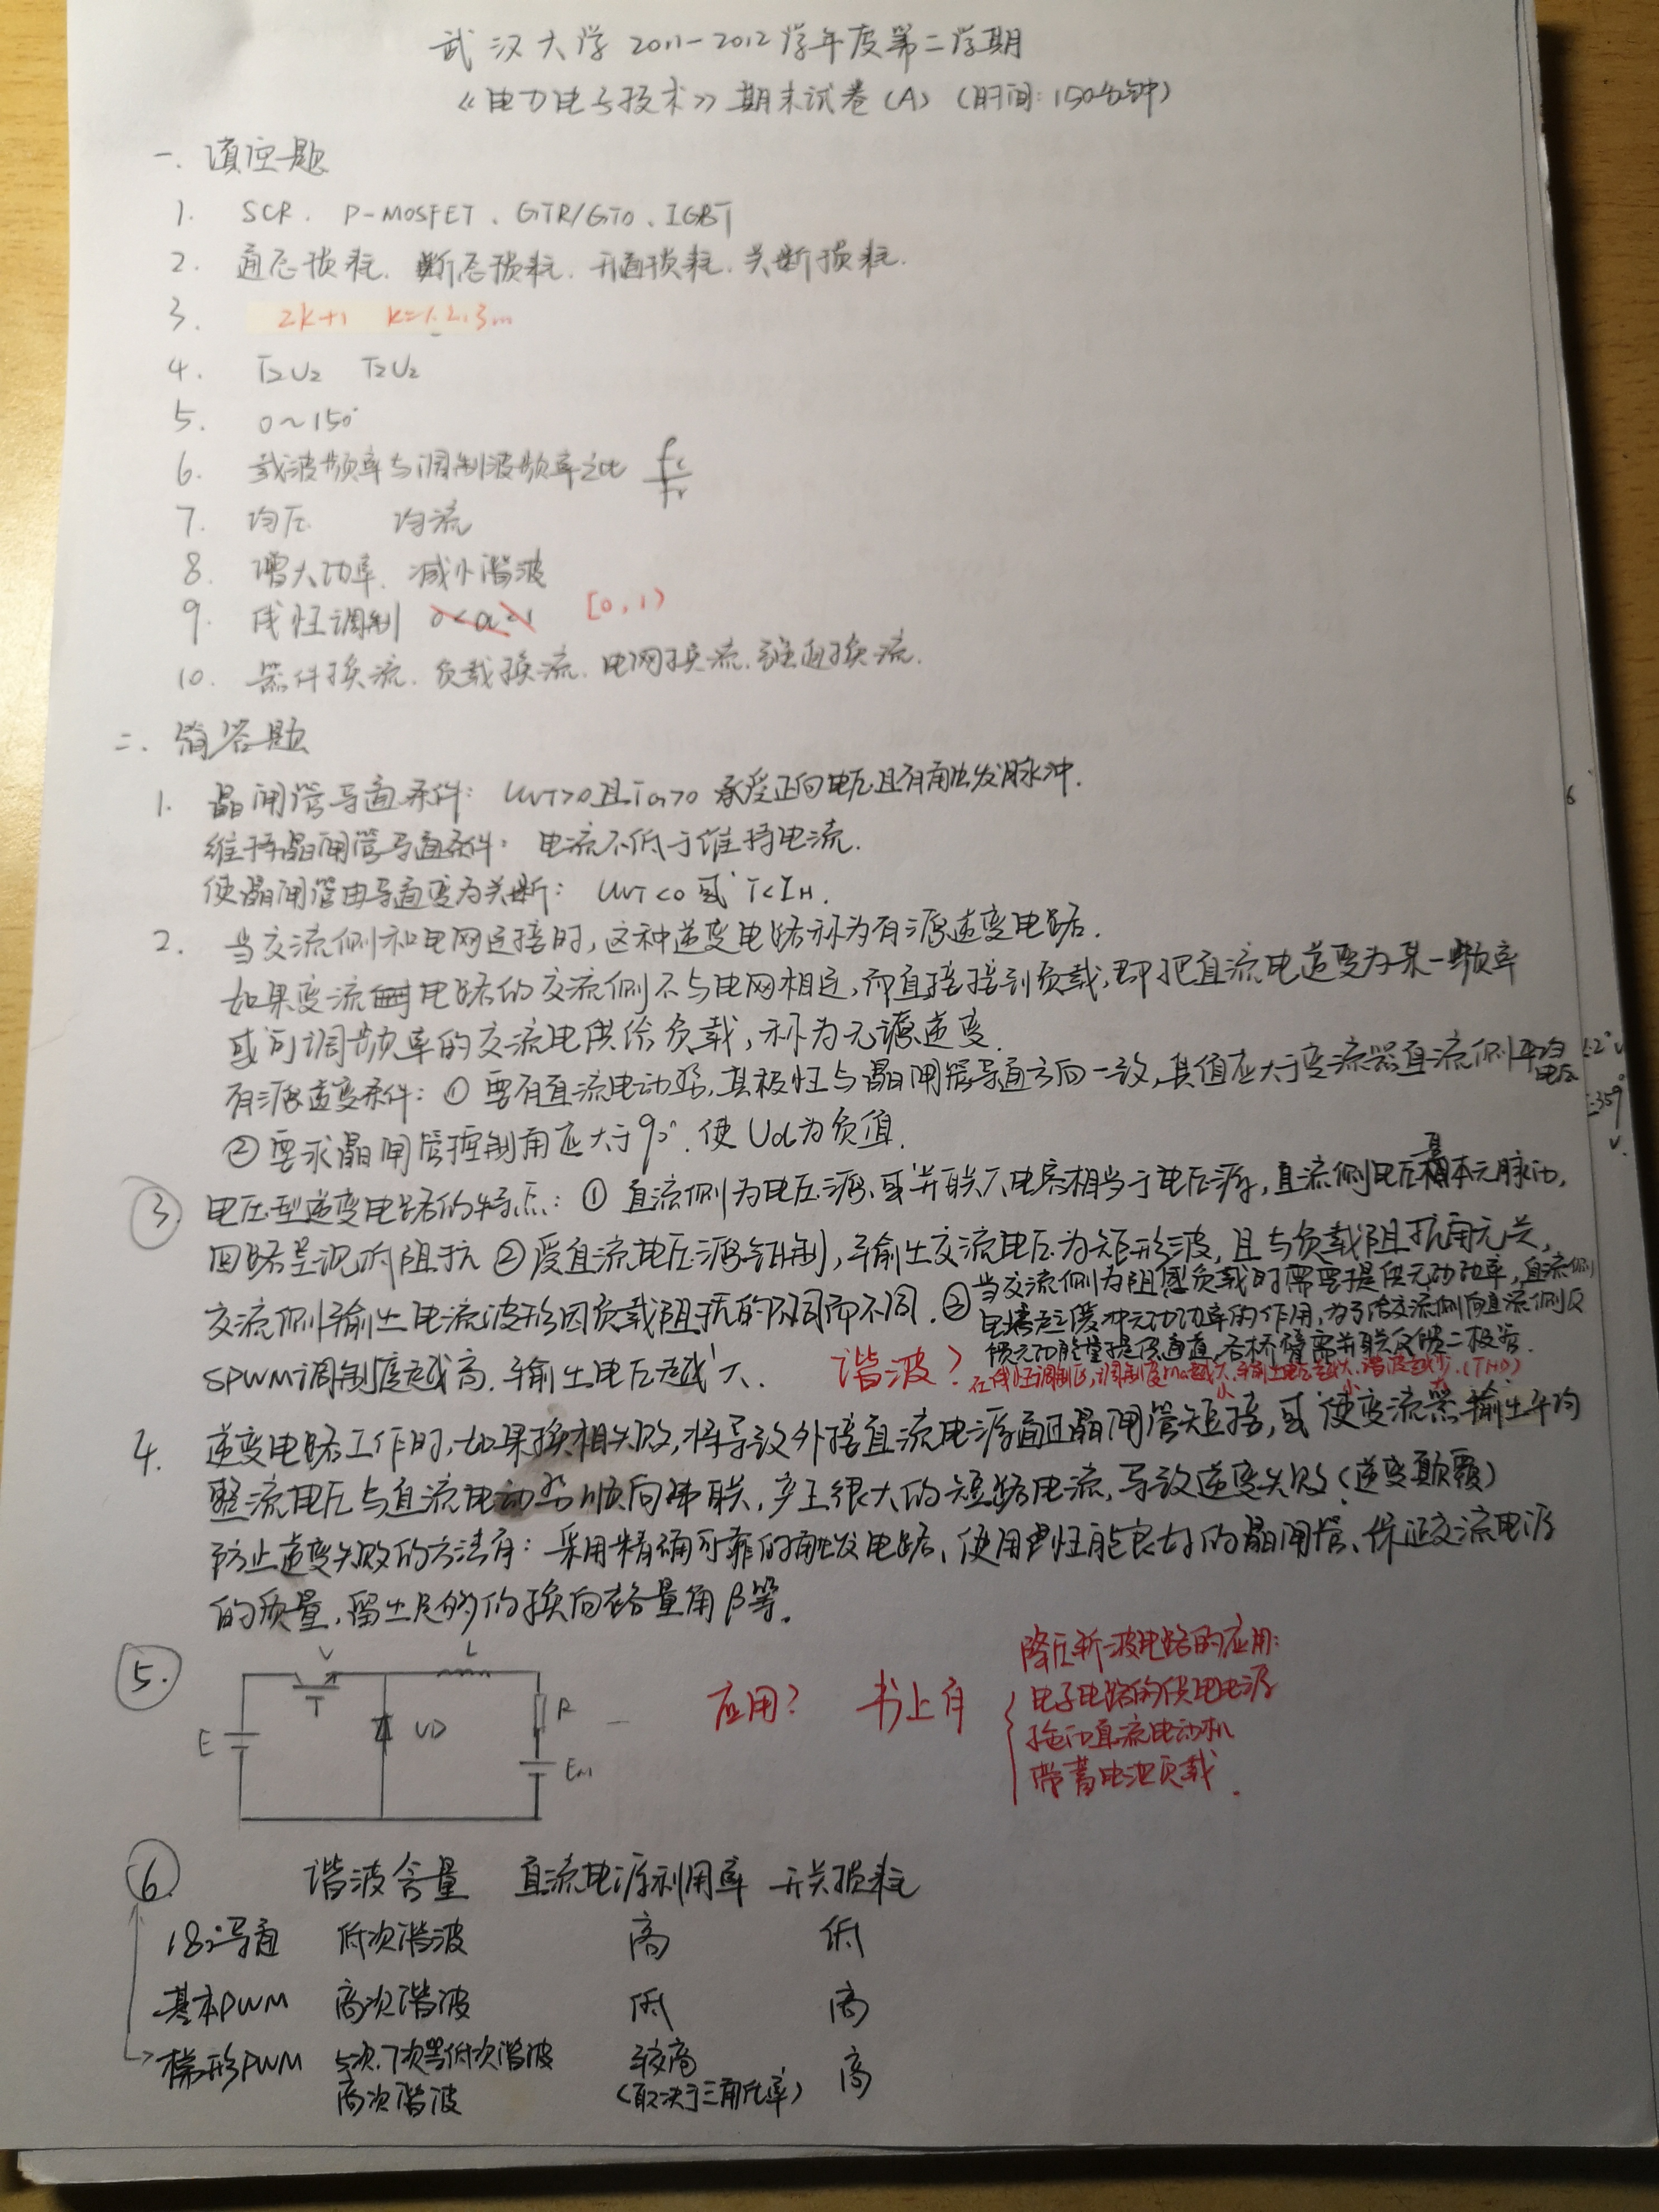 武汉大学 2011-2012学年度第二学期
《电力电子技术》期末试卷(A) (时间:150分钟)
一. 填空题
1. SCR、P-MOSFET、GTR/GTO、IGBT
2. 通态损耗、断态损耗、开通损耗、关断损耗.
3. 2k+1 k=1.2.3...
4. √2U2 √2U2
5. 0~150°
6. 载波频率与调制波频率之比 fc/fr
7. 均压 均流
8. 增大功率、减小谐波
9. 线性调制 0<a<1 [0,1)
10. 器件换流、负载换流、电网换流、强迫换流.
二. 简答题
1. 晶闸管导通条件: UVT>0且iG>0 承受正向电压且有触发脉冲.
维持晶闸管导通条件: 电流不低于维持电流.
使晶闸管由导通变为关断: UVT<0 或 I<IH.
2. 当交流侧和电网连接时,这种逆变电路称为有源逆变电路.
如果变流电路的交流侧不与电网相连,而直接接到负载,即把直流电逆变为某一频率
或可调频率的交流电供给负载,称为无源逆变.
有源逆变条件: ① 要有直流电动势,其极性与晶闸管导通方向一致,其值应大于变流器直流侧平均
电压
② 要求晶闸管控制角应大于90°.使Ud为负值.
③ 电压型逆变电路的特点: ① 直流侧为电压源,或并联大电容相当于电压源,直流侧电压基本无脉动,
回路呈现低阻抗 ② 受直流电压源钳制,输出交流电压为矩形波,且与负载阻抗角无关,
交流侧输出电流波形因负载阻抗的不同而不同. ③ 当交流侧为阻感负载时需要提供无功功率,直流侧
电容起缓冲无功功率的作用,为了给交流侧向直流侧反
馈无功能量提供通道,各桥臂需并联反馈二极管.
SPWM调制度越高.输出电压越大. 谐波? 在线性调制区,调制度ma越大,输出电压越大,谐波越少.(THD)
小 小 大
4. 逆变电路工作时,如果换相失败,将导致外接直流电源通过晶闸管短接,或使变流器输出平均
整流电压与直流电动势顺向串联,产生很大的短路电流,导致逆变失败(逆变颠覆)
防止逆变失败的方法有: 采用精确可靠的触发电路、使用性能良好的晶闸管、保证交流电源
的质量,留出足够的换向裕量角β等.
⑤. V L
T
E VD R
Em
应用? 书上有
降压斩波电路的应用:
电子电路的供电电源
拖动直流电动机
带蓄电池负载.
⑥ 谐波含量 直流电源利用率 开关损耗
180°导通 低次谐波 高 低
基本PWM 高次谐波 低 高
梯形PWM 5次.7次等低次谐波 较高 高
高次谐波 (取决于三角化率)